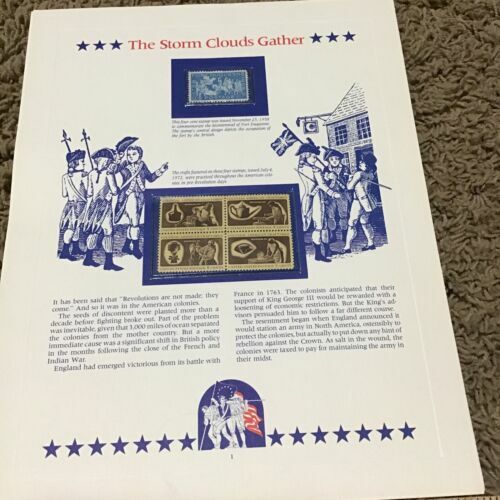 The Storm Clouds Gather
This four-cent stamp was issued November 25, 1958
to commemorate the bicentennial of Fort Duquesne.
The stamp's central design depicts the occupation of
the fort by the British.
The crafts featured on these four stamps, issued July 4,
1972, were practiced throughout the American colo-
nies in pre-Revolution days.
It has been said that "Revolutions are not made; they
come." And so it was in the American colonies.
The seeds of discontent were planted more than a
decade before fighting broke out. Part of the problem
was inevitable, given that 3,000 miles of ocean separated
the colonies from the mother country. But a more
immediate cause was a significant shift in British policy
in the months following the close of the French and
Indian War.
England had emerged victorious from its battle with
France in 1763. The colonists anticipated that their
support of King George III would be rewarded with a
loosening of economic restrictions. But the King's ad-
visors persuaded him to follow a far different course.
The resentment began when England announced it
would station an army in North America, ostensibly to
protect the colonies, but actually to put down any hint of
rebellion against the Crown. As salt in the wound, the
colonies were taxed to pay for maintaining the army in
their midst.
1